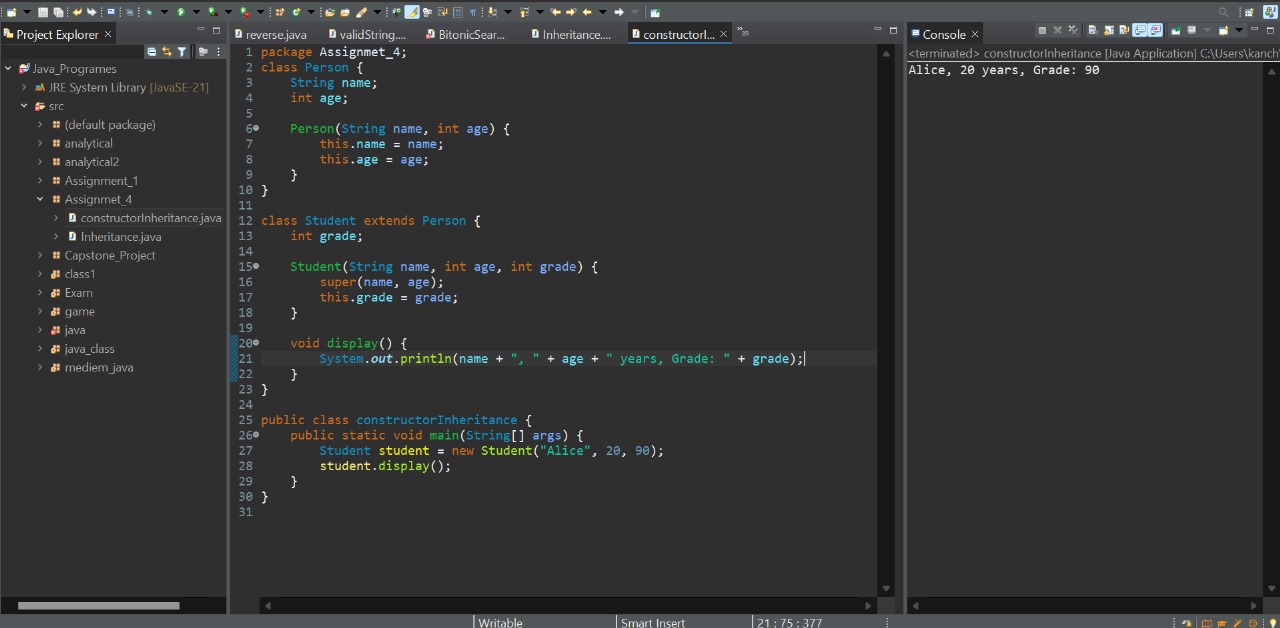 Project Explorer ×
Java_Programes
JRE System Library [JavaSE-21]
src
(default package)
analytical
analytical2
Assignment_1
Assignmet_4
constructorInheritance.java
Inheritance.java
Capstone_Project
class1
Exam
game
java
java_class
mediem_java
reverse.java
validString....
BitonicSear...
Inheritance....
constructorI... ×
»89
1 package Assignmet_4;
2 class Person {
3 String name;
4 int age;
5
6 Person(String name, int age) {
7 this.name = name;
8 this.age = age;
9 }
10 }
11
12 class Student extends Person {
13 int grade;
14
15 Student(String name, int age, int grade) {
16 super(name, age);
17 this.grade = grade;
18 }
19
20 void display() {
21 System.out.println(name + ", " + age + " years, Grade: " + grade);
22 }
23 }
24
25 public class constructorInheritance {
26 public static void main(String[] args) {
27 Student student = new Student("Alice", 20, 90);
28 student.display();
29 }
30 }
31
Console ×
<terminated> constructorInheritance [Java Application] C:\Users\kanch\
Alice, 20 years, Grade: 90
Writable
Smart Insert
21 : 75 : 377